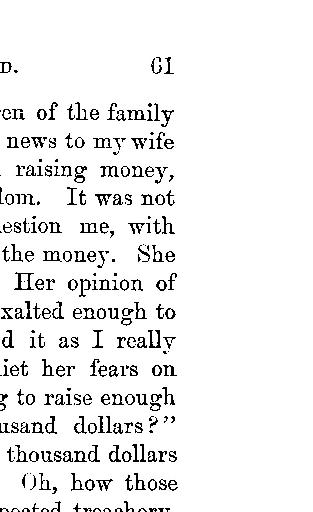 D. 61
en of the family
news to my wife
raising money,
dom. It was not
estion me, with
the money. She
Her opinion of
xalted enough to
d it as I really
iet her fears on
g to raise enough
usand dollars?”
thousand dollars
Oh, how those
peated treachery